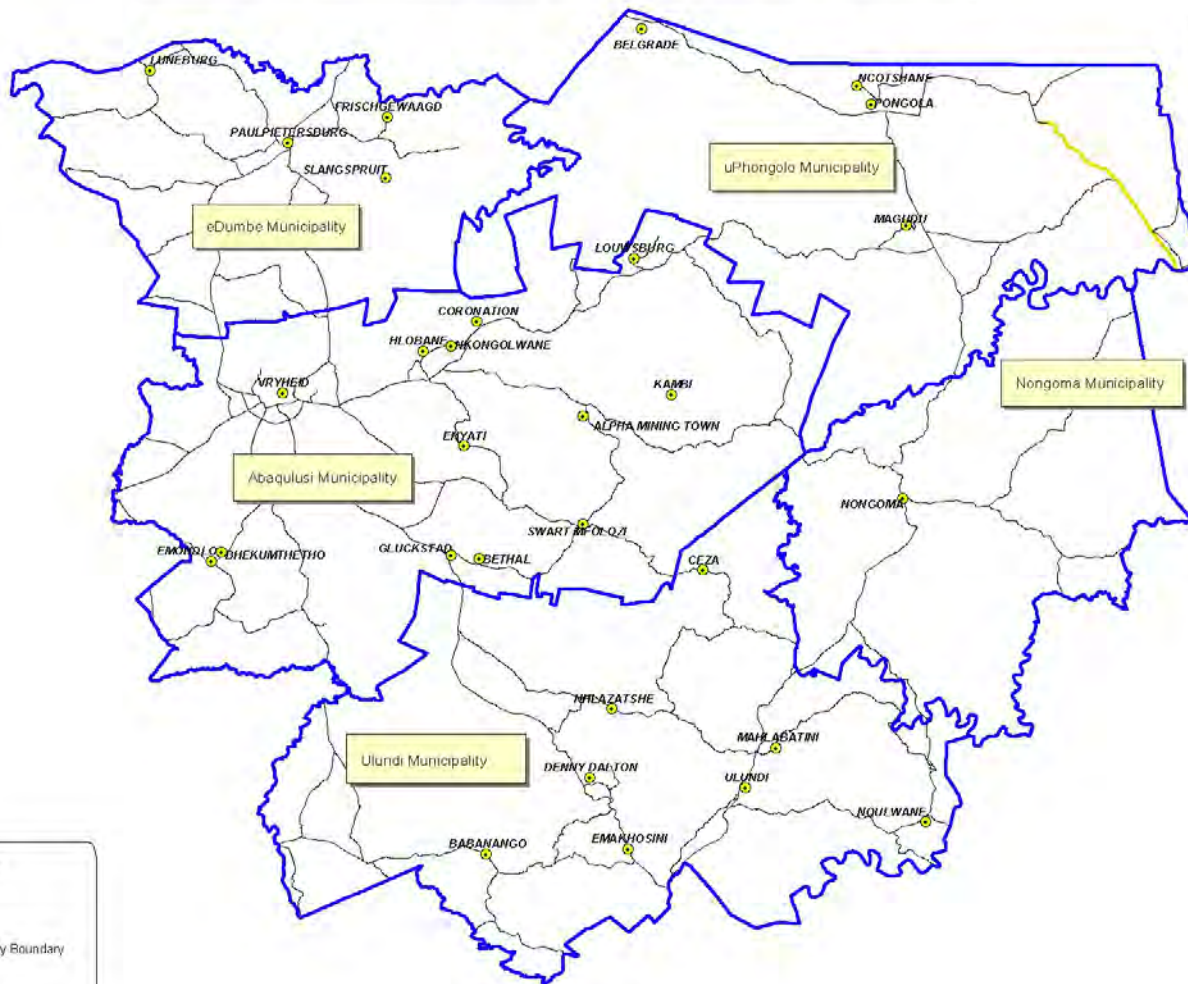 BELGRADE
LUNEBURG
NCOTSHANE
PONGOLA
FRISCHGEWAAGD
PAULPIETERSBURG
SLANGSPRUIT
uPhongolo Municipality
eDumbe Municipality
MAGUDU
LOUWSBURG
CORONATION
HLOBANE
NKONGOLWANE
Nongoma Municipality
VRYHEID
KAMBI
ALPHA MINING TOWN
ENYATI
Abaqulusi Municipality
NONGOMA
SWART MFOLOZI
EMONDLO
BHEKUMTHETHO
GLUCKSTAD
BETHAL
CEZA
NHLAZATSHE
MAHLABATINI
Ulundi Municipality
DENNY DALTON
ULUNDI
NQULWANE
BABANANGO
EMAKHOSINI
y Boundary